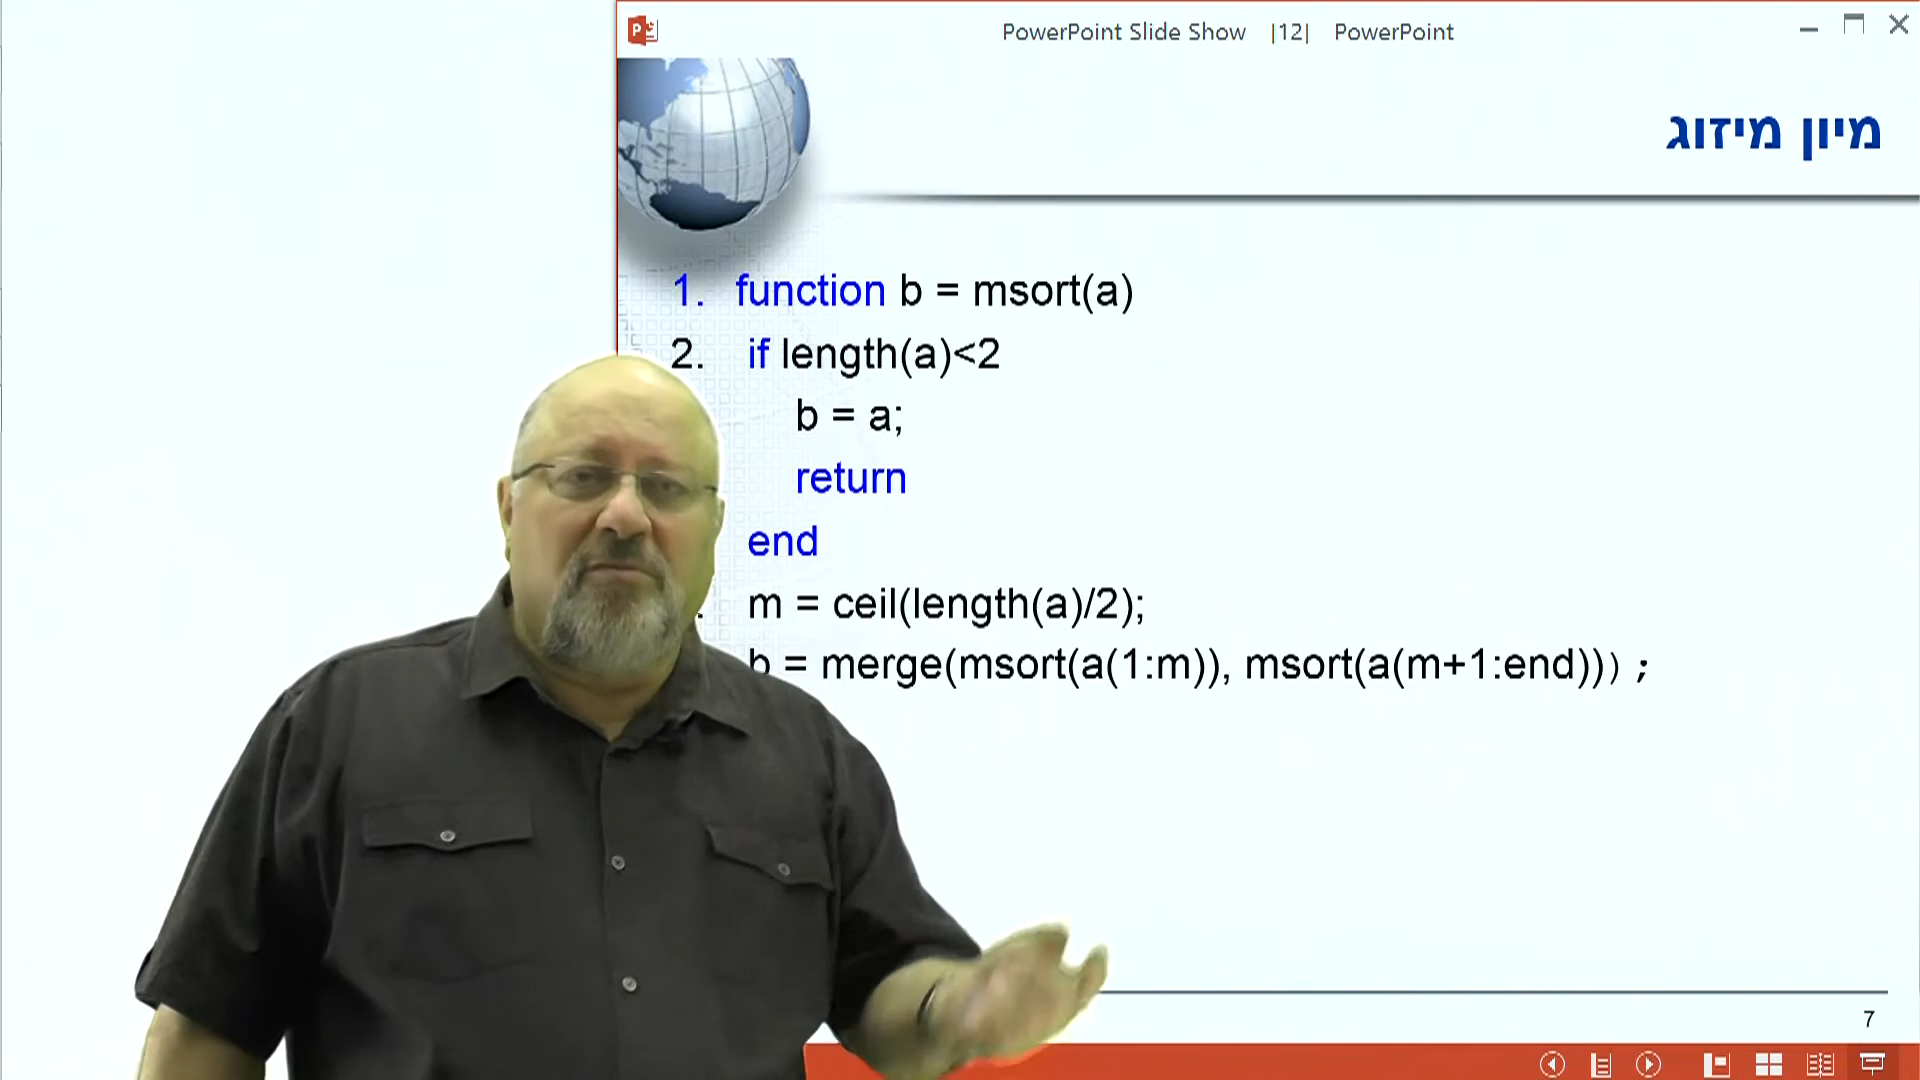 PowerPoint Slide Show |12| PowerPoint
מיון מיזוג
1. function b = msort(a)
2. if length(a)<2
b = a;
return
end
m = ceil(length(a)/2);
b = merge(msort(a(1:m)), msort(a(m+1:end))) ;
7